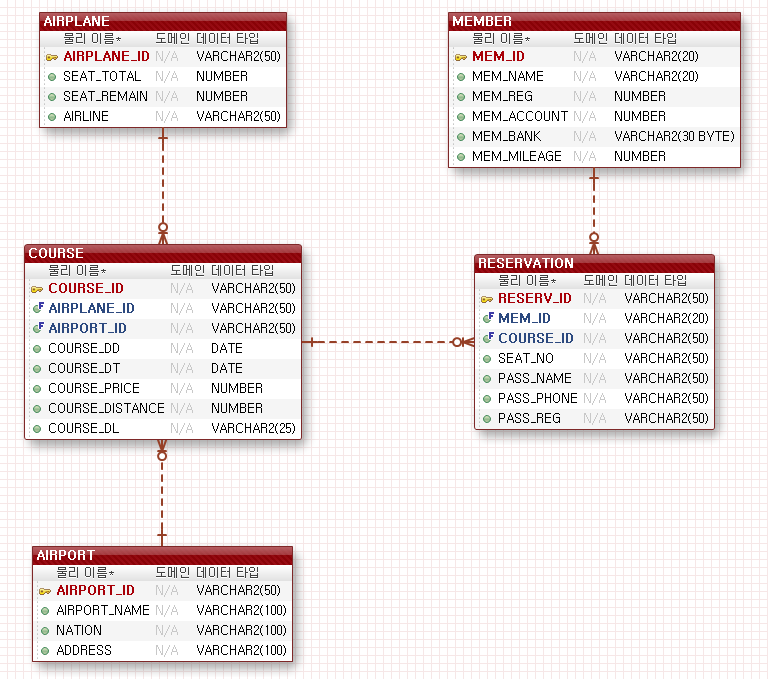 AIRPLANE
물리 이름* 도메인 데이터 타입
AIRPLANE_ID N/A VARCHAR2(50)
SEAT_TOTAL N/A NUMBER
SEAT_REMAIN N/A NUMBER
AIRLINE N/A VARCHAR2(50)
MEMBER
물리 이름* 도메인 데이터 타입
MEM_ID N/A VARCHAR2(20)
MEM_NAME N/A VARCHAR2(20)
MEM_REG N/A NUMBER
MEM_ACCOUNT N/A NUMBER
MEM_BANK N/A VARCHAR2(30 BYTE)
MEM_MILEAGE N/A NUMBER
COURSE
물리 이름* 도메인 데이터 타입
COURSE_ID N/A VARCHAR2(50)
F AIRPLANE_ID N/A VARCHAR2(50)
F AIRPORT_ID N/A VARCHAR2(50)
COURSE_DD N/A DATE
COURSE_DT N/A DATE
COURSE_PRICE N/A NUMBER
COURSE_DISTANCE N/A NUMBER
COURSE_DL N/A VARCHAR2(25)
RESERVATION
물리 이름* 도메인 데이터 타입
RESERV_ID N/A VARCHAR2(50)
F MEM_ID N/A VARCHAR2(20)
F COURSE_ID N/A VARCHAR2(50)
SEAT_NO N/A VARCHAR2(50)
PASS_NAME N/A VARCHAR2(50)
PASS_PHONE N/A VARCHAR2(50)
PASS_REG N/A VARCHAR2(50)
AIRPORT
물리 이름* 도메인 데이터 타입
AIRPORT_ID N/A VARCHAR2(50)
AIRPORT_NAME N/A VARCHAR2(100)
NATION N/A VARCHAR2(100)
ADDRESS N/A VARCHAR2(100)